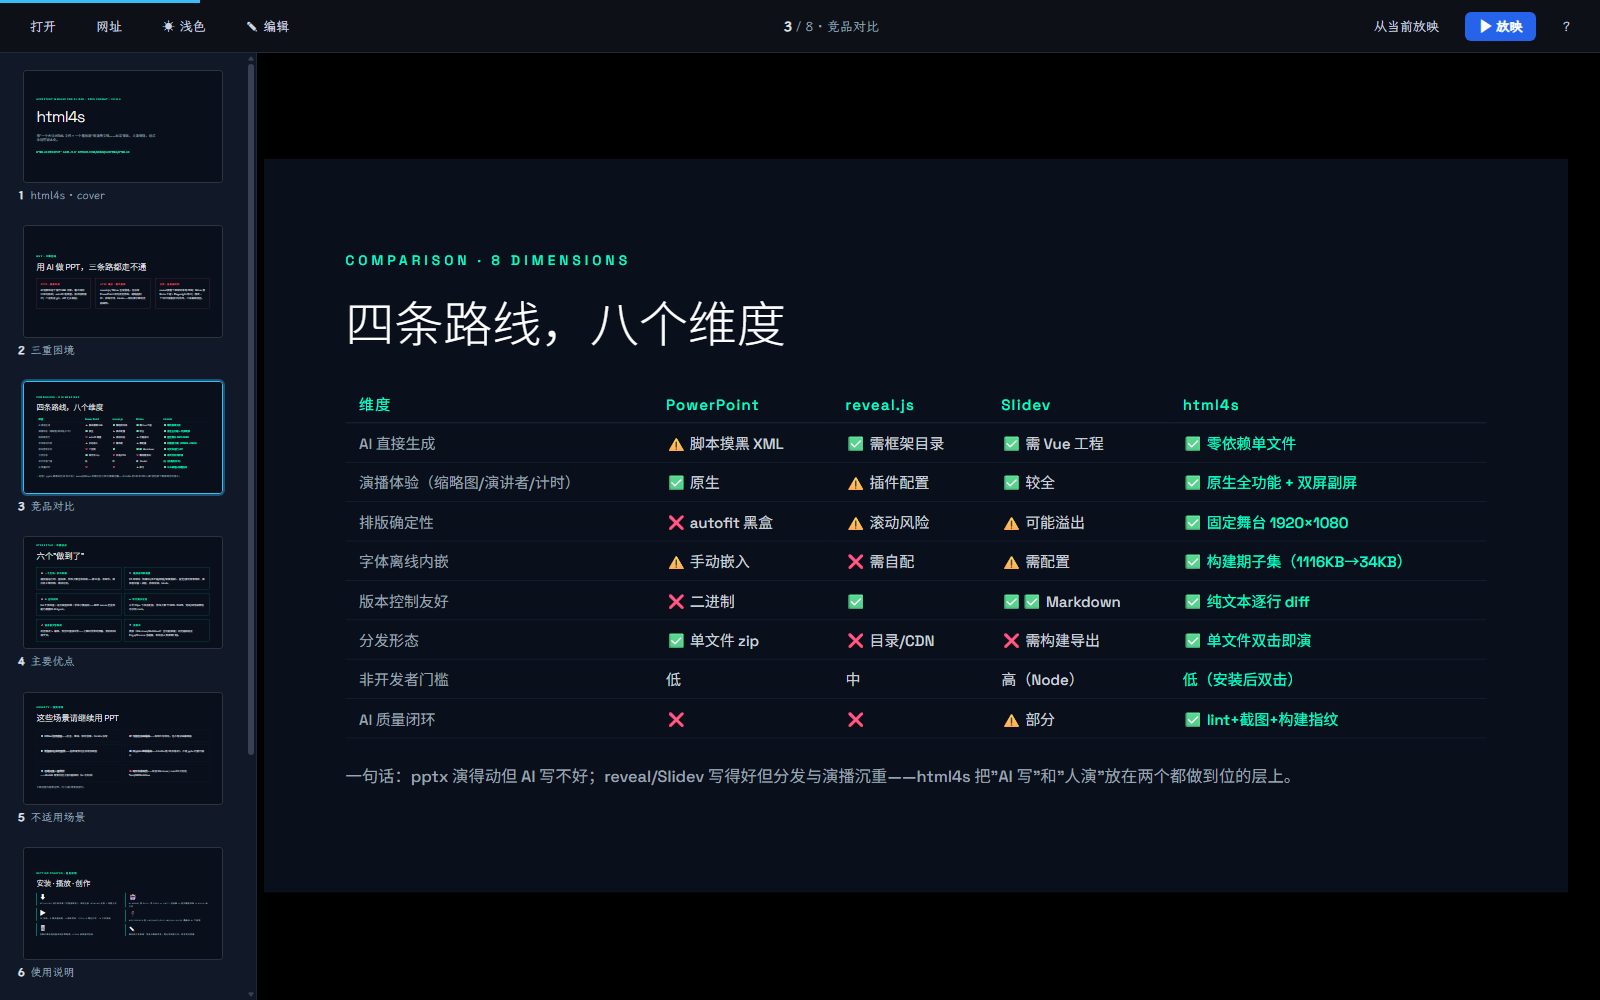 打开 网址 浅色 编辑 3 / 8 · 竞品对比 从当前放映 放映 ?
html4s
1 html4s · cover
用 AI 做 PPT，三条路都走不通
2 三重困境
四条路线，八个维度
3 竞品对比
六个"做到了"
4 主要优点
这些场景请继续用 PPT
5 不适用场景
安装·播放·创作
6 使用说明
COMPARISON · 8 DIMENSIONS
四条路线，八个维度
维度 PowerPoint reveal.js Slidev html4s
AI 直接生成 ⚠️ 脚本摸黑 XML ✅ 需框架目录 ✅ 需 Vue 工程 ✅ 零依赖单文件
演播体验（缩略图/演讲者/计时） ✅ 原生 ⚠️ 插件配置 ✅ 较全 ✅ 原生全功能 + 双屏副屏
排版确定性 ❌ autofit 黑盒 ⚠️ 滚动风险 ⚠️ 可能溢出 ✅ 固定舞台 1920×1080
字体离线内嵌 ⚠️ 手动嵌入 ❌ 需自配 ⚠️ 需配置 ✅ 构建期子集（1116KB→34KB）
版本控制友好 ❌ 二进制 ✅ ✅ ✅ Markdown ✅ 纯文本逐行 diff
分发形态 ✅ 单文件 zip ❌ 目录/CDN ❌ 需构建导出 ✅ 单文件双击即演
非开发者门槛 低 中 高（Node） 低（安装后双击）
AI 质量闭环 ❌ ❌ ⚠️ 部分 ✅ lint+截图+构建指纹
一句话：pptx 演得动但 AI 写不好；reveal/Slidev 写得好但分发与演播沉重——html4s 把"AI 写"和"人演"放在两个都做到位的层上。